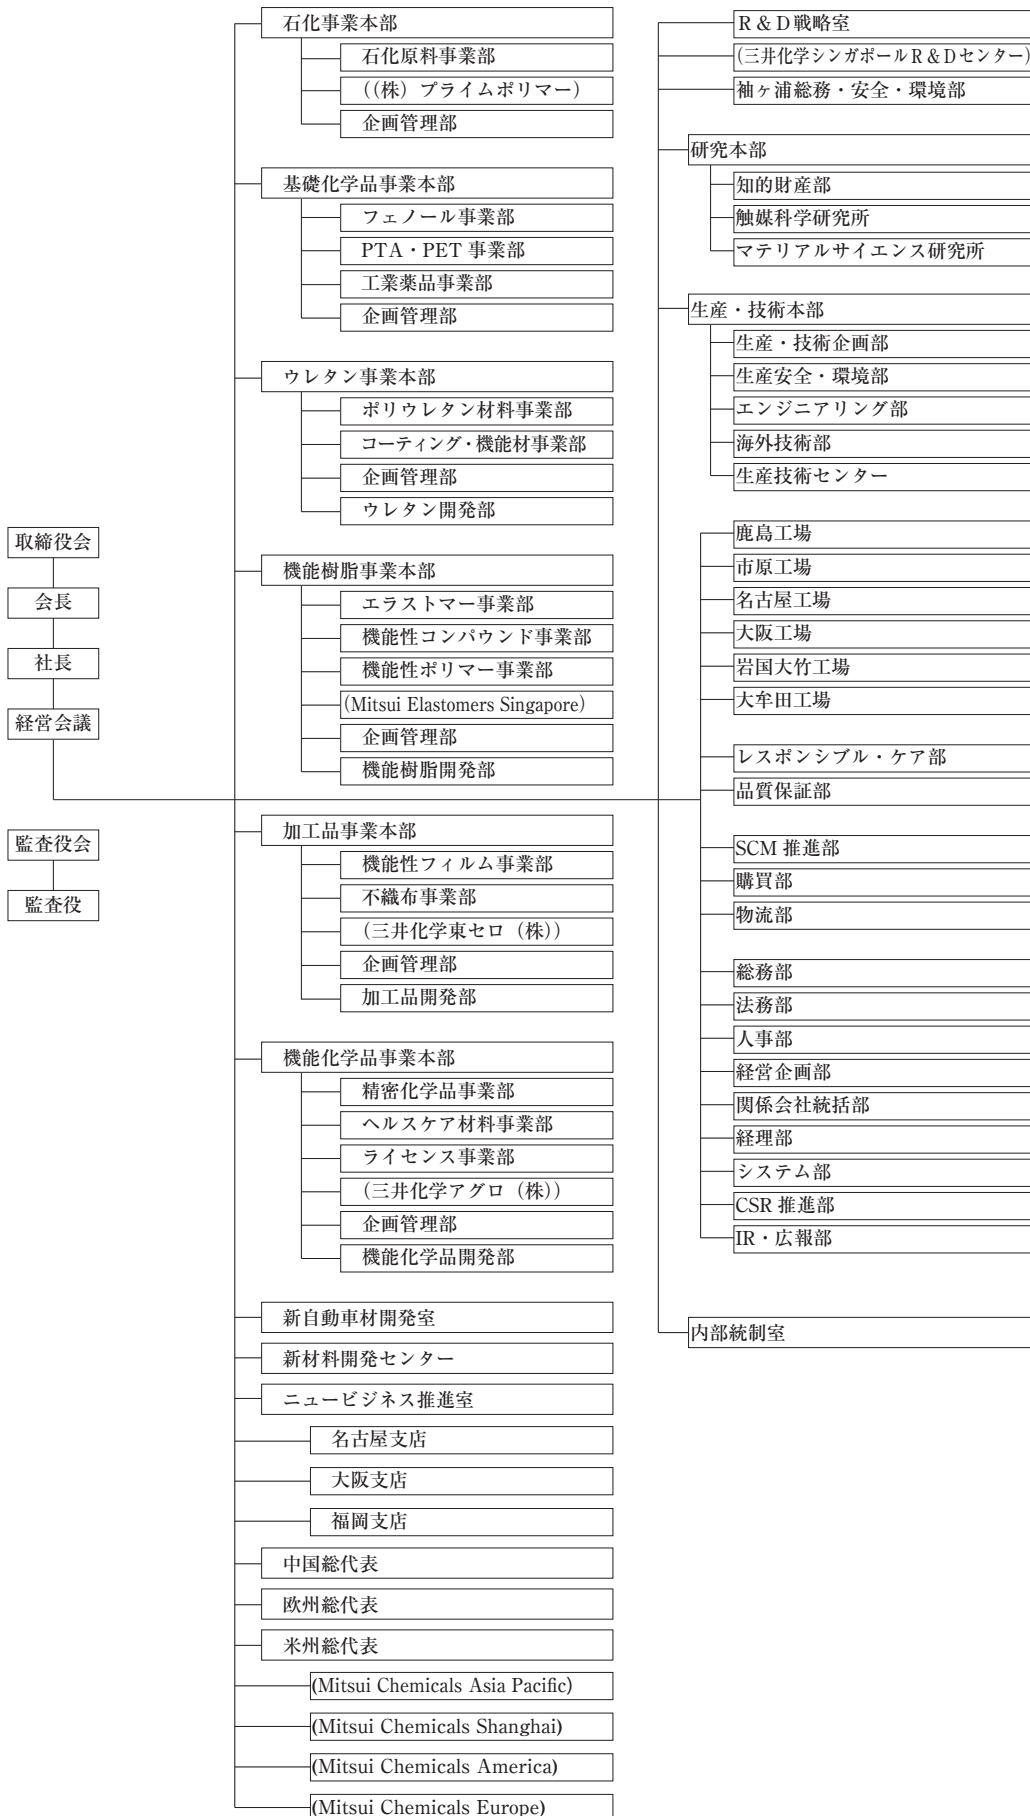 取締役会
会長
社長
経営会議
監査役会
監査役
石化事業本部
石化原料事業部
((株) プライムポリマー)
企画管理部
基礎化学品事業本部
フェノール事業部
PTA・PET 事業部
工業薬品事業部
企画管理部
ウレタン事業本部
ポリウレタン材料事業部
コーティング・機能材事業部
企画管理部
ウレタン開発部
機能樹脂事業本部
エラストマー事業部
機能性コンパウンド事業部
機能性ポリマー事業部
(Mitsui Elastomers Singapore)
企画管理部
機能樹脂開発部
加工品事業本部
機能性フィルム事業部
不織布事業部
(三井化学東セロ (株))
企画管理部
加工品開発部
機能化学品事業本部
精密化学品事業部
ヘルスケア材料事業部
ライセンス事業部
(三井化学アグロ (株))
企画管理部
機能化学品開発部
新自動車材開発室
新材料開発センター
ニュービジネス推進室
名古屋支店
大阪支店
福岡支店
中国総代表
欧州総代表
米州総代表
(Mitsui Chemicals Asia Pacific)
(Mitsui Chemicals Shanghai)
(Mitsui Chemicals America)
(Mitsui Chemicals Europe)
R & D 戦略室
(三井化学シンガポール R & D センター)
袖ヶ浦総務・安全・環境部
研究本部
知的財産部
触媒科学研究所
マテリアルサイエンス研究所
生産・技術本部
生産・技術企画部
生産安全・環境部
エンジニアリング部
海外技術部
生産技術センター
鹿島工場
市原工場
名古屋工場
大阪工場
岩国大竹工場
大牟田工場
レスポンシブル・ケア部
品質保証部
SCM 推進部
購買部
物流部
総務部
法務部
人事部
経営企画部
関係会社統括部
経理部
システム部
CSR 推進部
IR・広報部
内部統制室